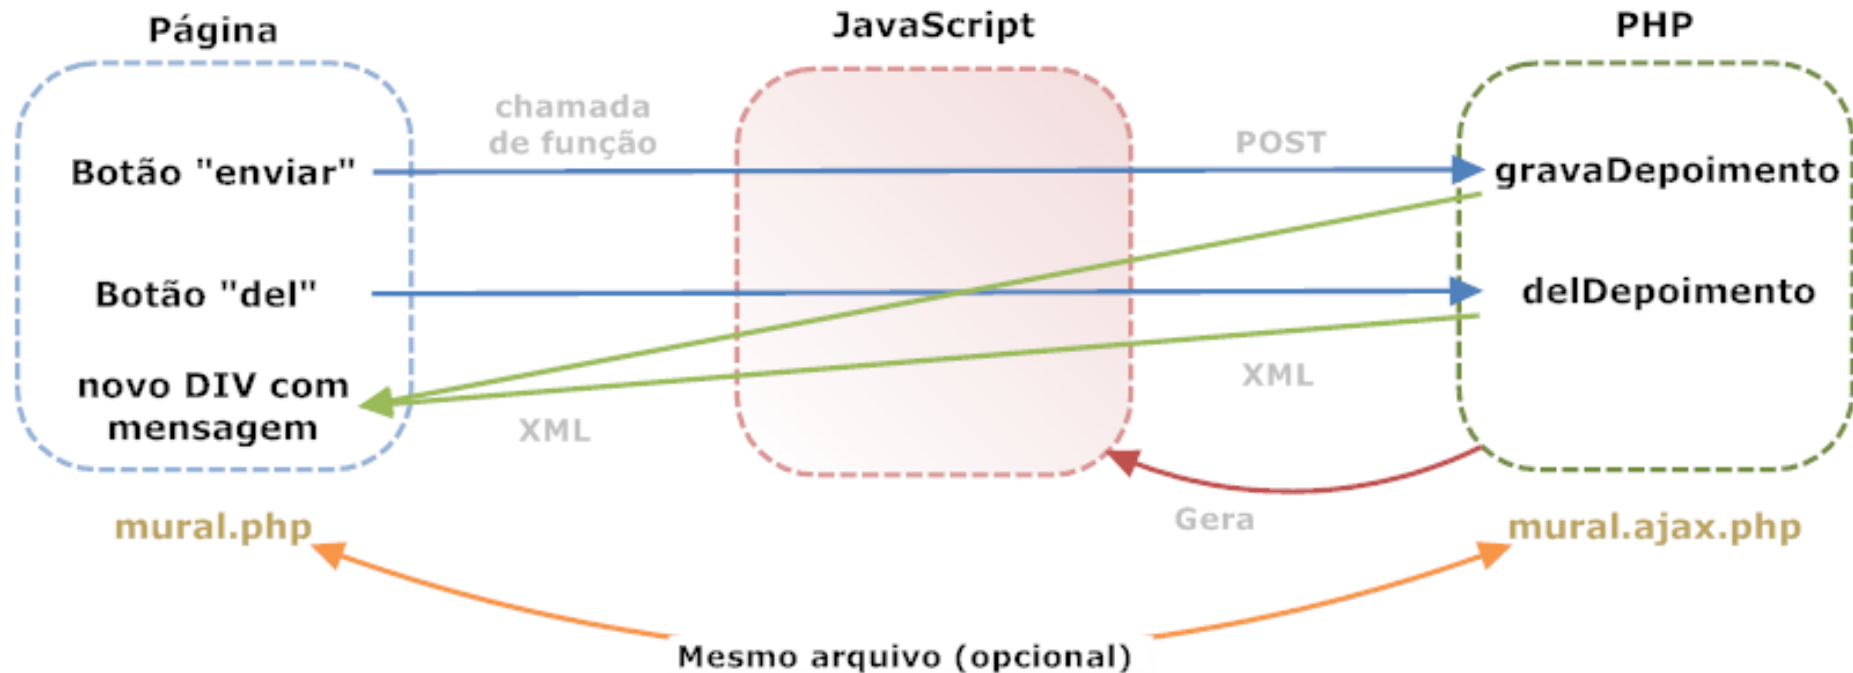 Página
JavaScript
PHP
chamada
de função
POST
Botão "enviar"
gravaDepoimento
Botão "del"
delDepoimento
novo DIV com
mensagem
XML
XML
Gera
mural.php
mural.ajax.php
Mesmo arquivo (opcional)